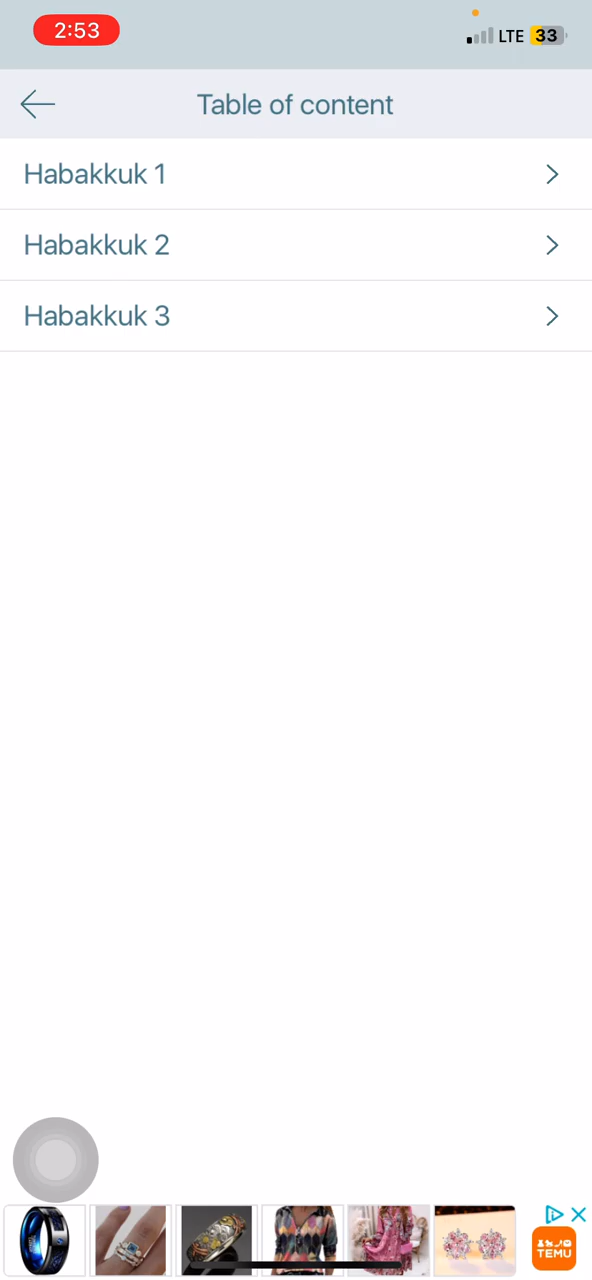 2:53
LTE 33
Table of content
Habakkuk 1
Habakkuk 2
Habakkuk 3
TEMU